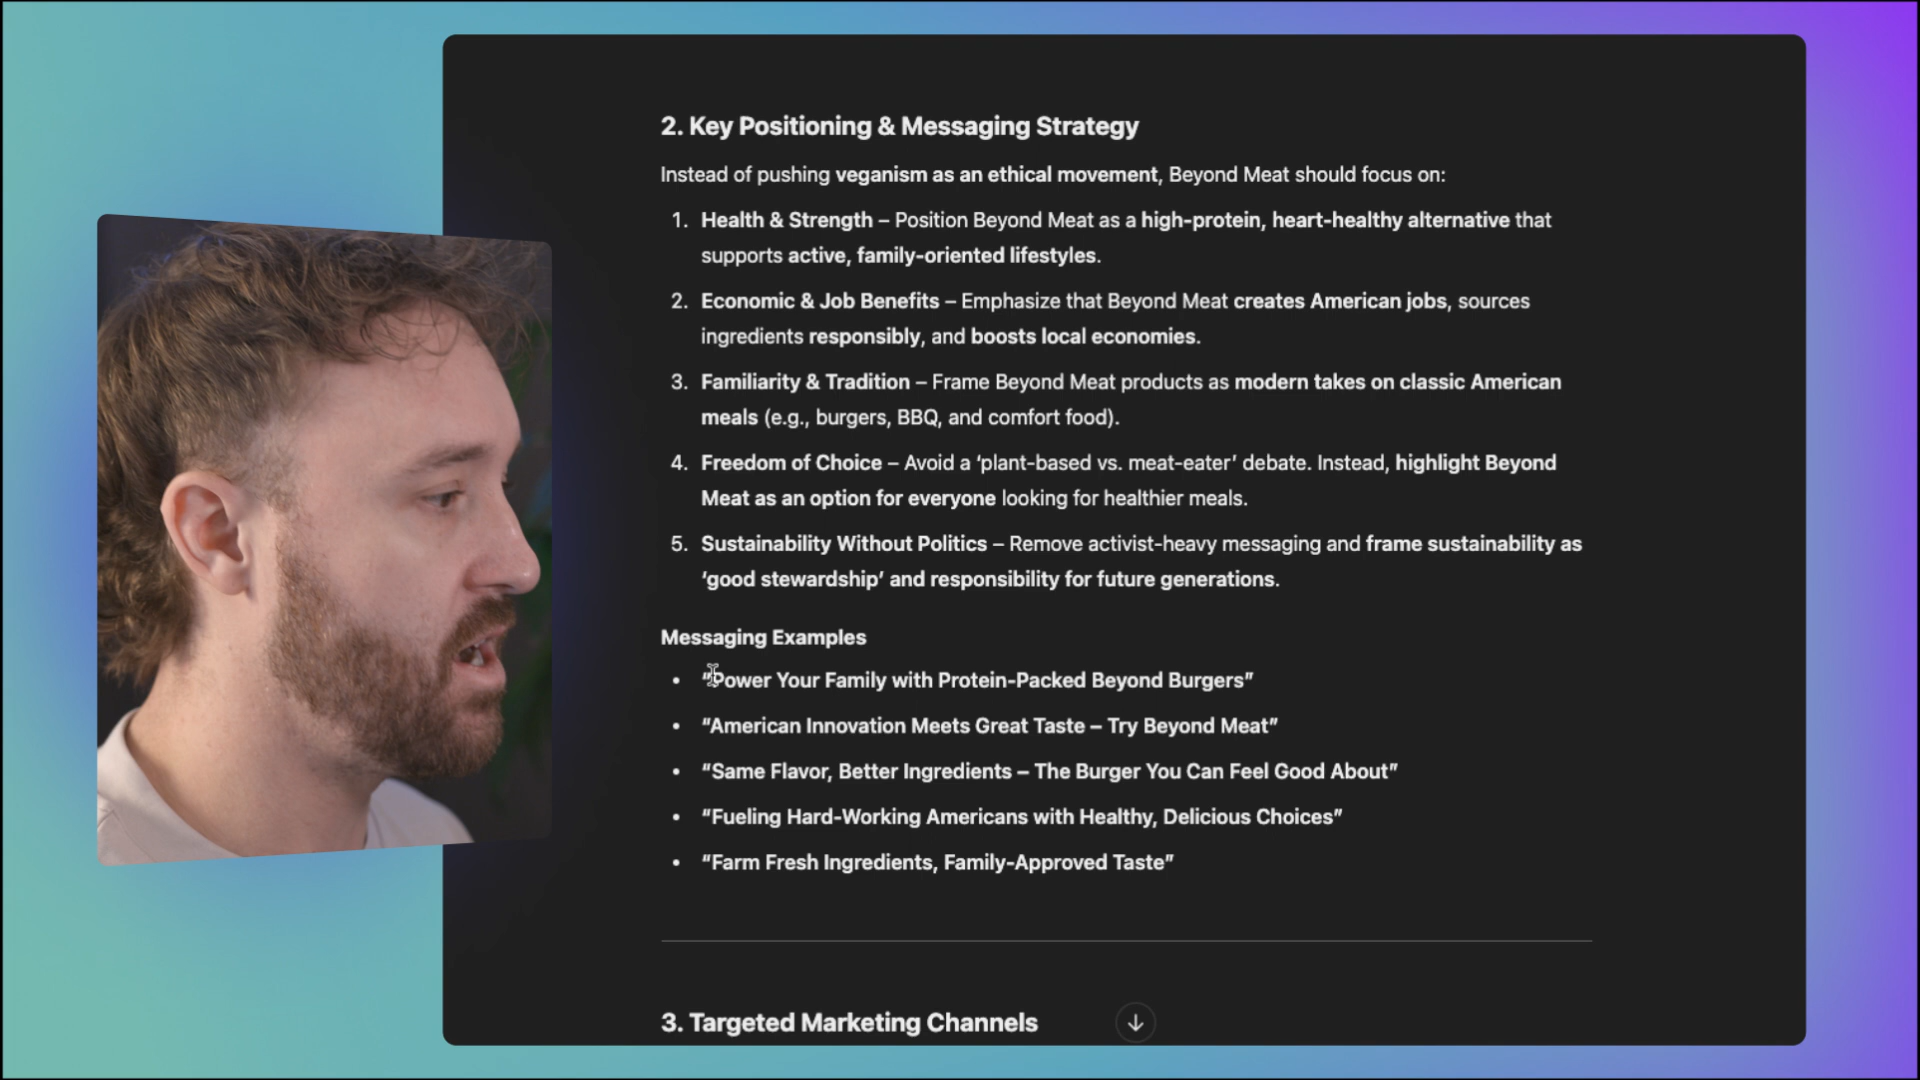 2. Key Positioning & Messaging Strategy
Instead of pushing veganism as an ethical movement, Beyond Meat should focus on:
1. Health & Strength – Position Beyond Meat as a high-protein, heart-healthy alternative that
supports active, family-oriented lifestyles.
2. Economic & Job Benefits – Emphasize that Beyond Meat creates American jobs, sources
ingredients responsibly, and boosts local economies.
3. Familiarity & Tradition – Frame Beyond Meat products as modern takes on classic American
meals (e.g., burgers, BBQ, and comfort food).
4. Freedom of Choice – Avoid a ‘plant-based vs. meat-eater’ debate. Instead, highlight Beyond
Meat as an option for everyone looking for healthier meals.
5. Sustainability Without Politics – Remove activist-heavy messaging and frame sustainability as
‘good stewardship’ and responsibility for future generations.
Messaging Examples
• “Power Your Family with Protein-Packed Beyond Burgers”
• “American Innovation Meets Great Taste – Try Beyond Meat”
• “Same Flavor, Better Ingredients – The Burger You Can Feel Good About”
• “Fueling Hard-Working Americans with Healthy, Delicious Choices”
• “Farm Fresh Ingredients, Family-Approved Taste”
3. Targeted Marketing Channels